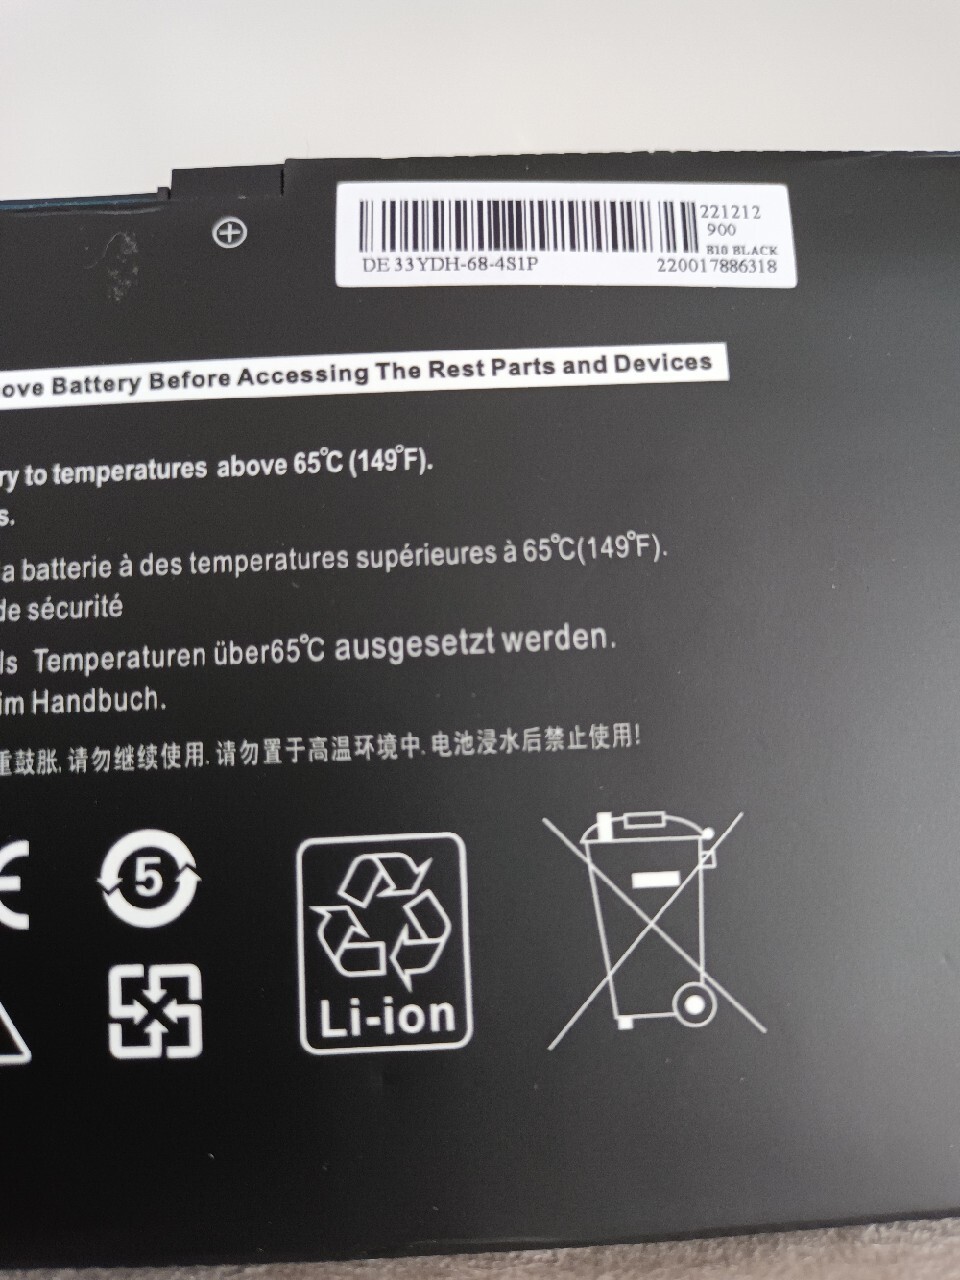 221212
900
R10 BLACK
DE 33YDH-68-4S1P
220017886318
ove Battery Before Accessing The Rest Parts and Devices
ry to temperatures above 65℃ (149℉).
s.
a batterie à des temperatures supérieures à 65℃(149℉).
de sécurité
ls Temperaturen über65℃ ausgesetzt werden.
im Handbuch.
重鼓胀.请勿继续使用.请勿置于高温环境中.电池浸水后禁止使用!
5
Li-ion